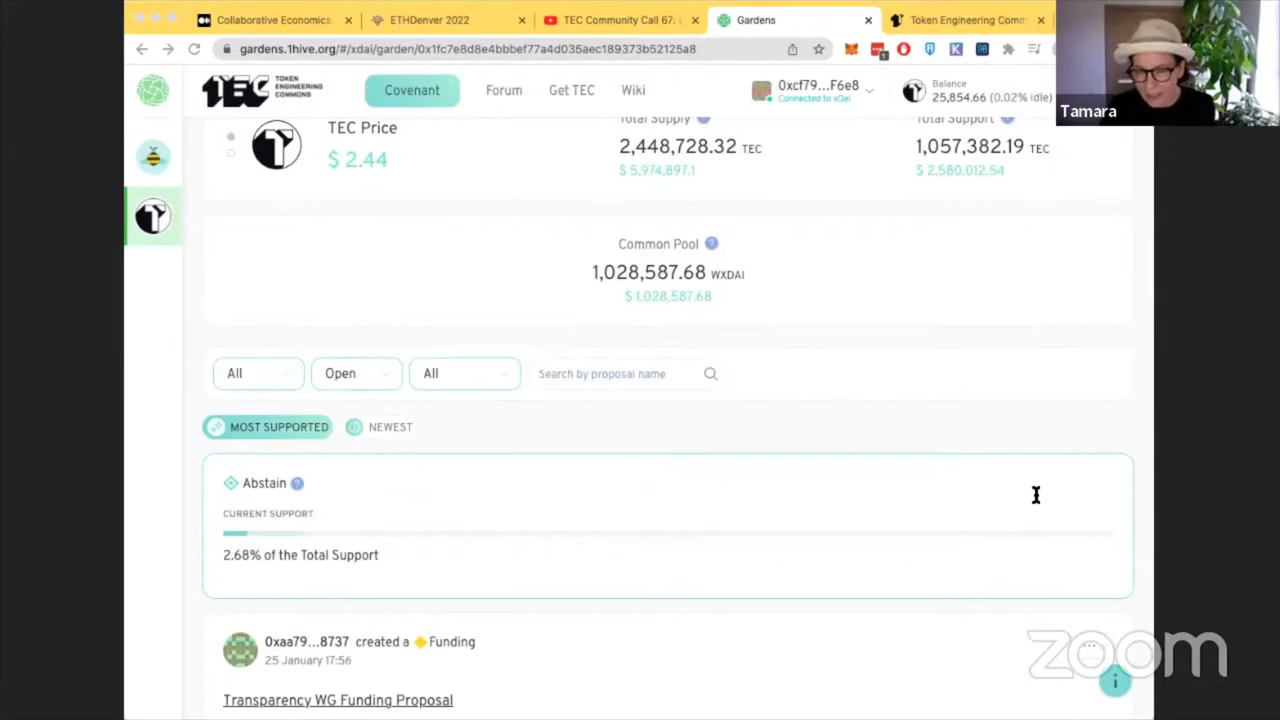 Collaborative Economics
ETHDenver 2022
TEC Community Call 67:
Gardens
Token Engineering Comm
gardens.1hive.org/#/xdai/garden/0x1fc7e8d8e4bbbef77a4d035aec189373b52125a8
TEC
TOKEN
ENGINEERING
COMMONS
Covenant
Forum
Get TEC
Wiki
0xcf79...F6e8
Connected to xDai
Balance
25,854.66 (0.02% idle)
Tamara
TEC Price
$ 2.44
Total Supply
2,448,728.32 TEC
$ 5,974,897.1
Total Support
1,057,382.19 TEC
$ 2,580,012.54
Common Pool
1,028,587.68 WXDAI
$ 1,028,587.68
All
Open
All
Search by proposal name
MOST SUPPORTED
NEWEST
Abstain
CURRENT SUPPORT
2.68% of the Total Support
0xaa79...8737 created a Funding
25 January 17:56
Transparency WG Funding Proposal
zoom